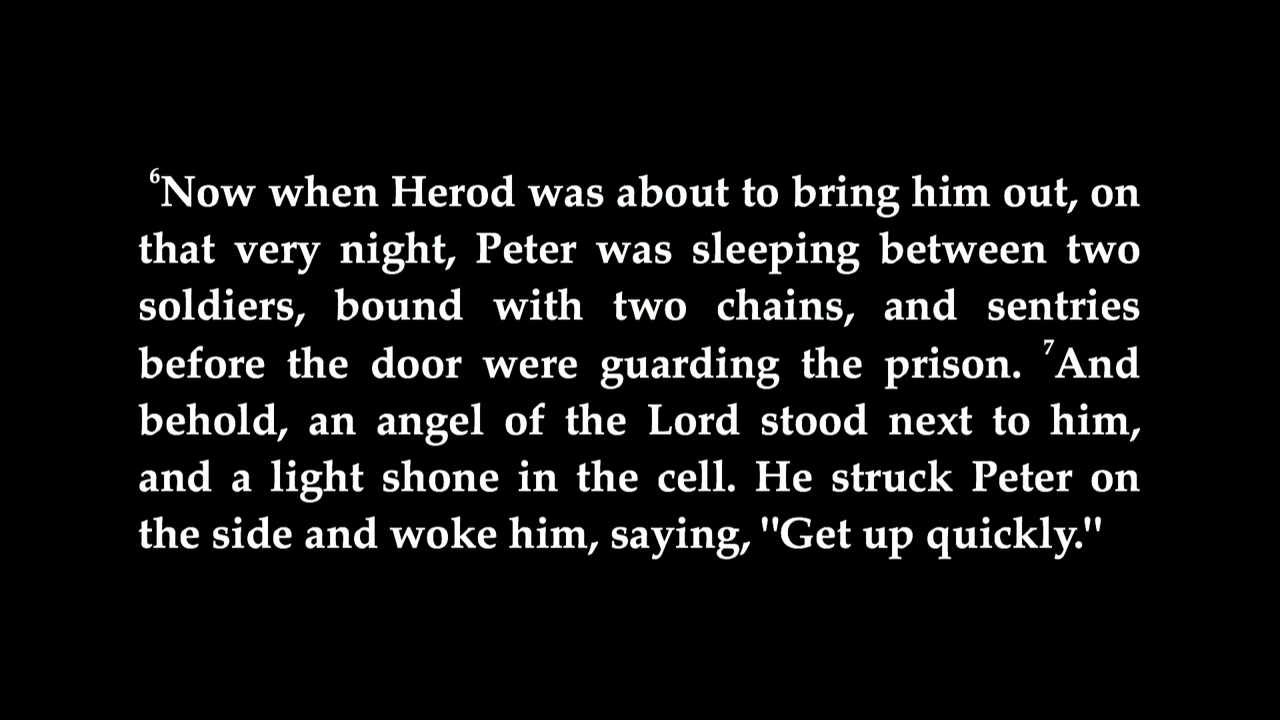 ⁶Now when Herod was about to bring him out, on
that very night, Peter was sleeping between two
soldiers, bound with two chains, and sentries
before the door were guarding the prison. ⁷And
behold, an angel of the Lord stood next to him,
and a light shone in the cell. He struck Peter on
the side and woke him, saying, "Get up quickly."